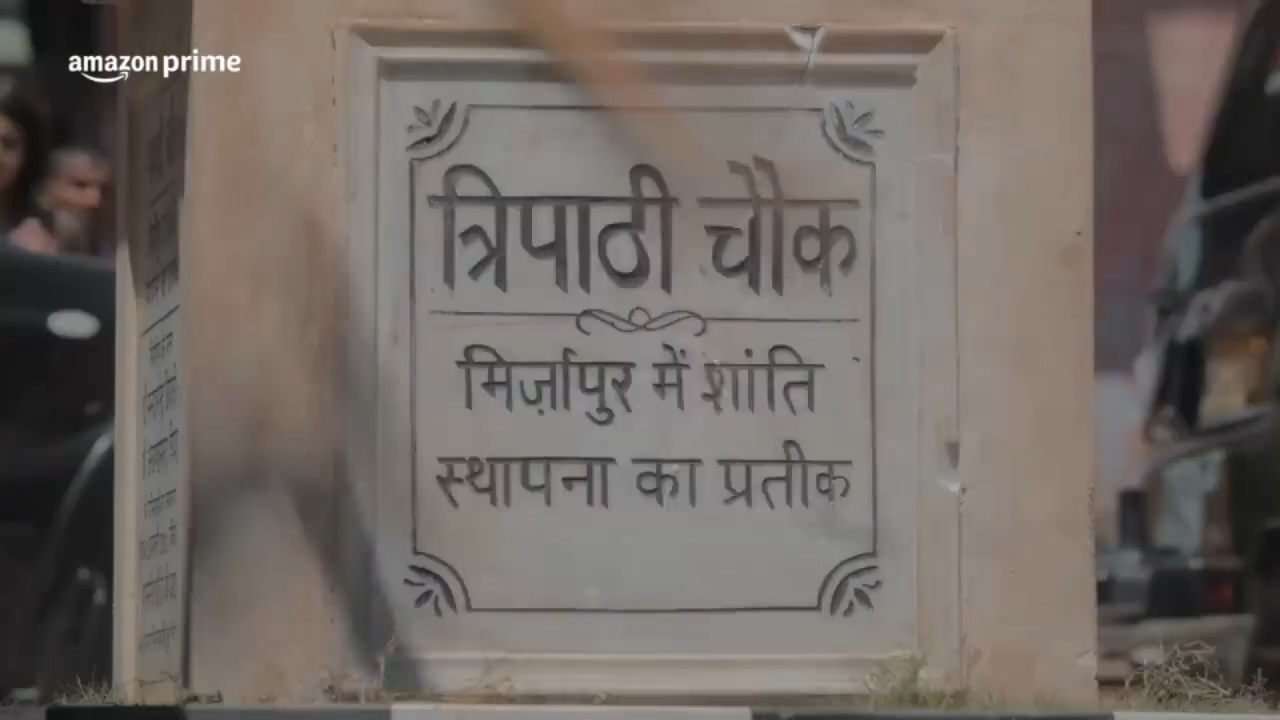 amazon prime
त्रिपाठी चौक
मिर्ज़ापुर में शांति
स्थापना का प्रतीक